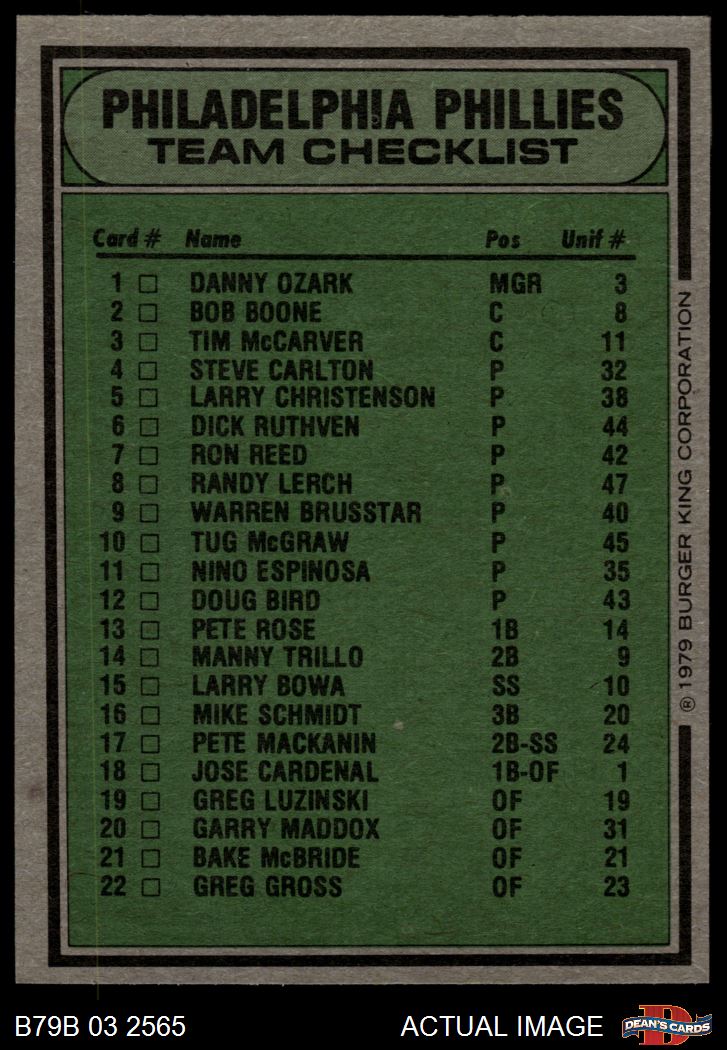 PHILADELPHIA PHILLIES
TEAM CHECKLIST
Card # Name Pos Unif #
1 □ DANNY OZARK MGR 3
2 □ BOB BOONE C 8
3 □ TIM McCARVER C 11
4 □ STEVE CARLTON P 32
5 □ LARRY CHRISTENSON P 38
6 □ DICK RUTHVEN P 44
7 □ RON REED P 42
8 □ RANDY LERCH P 47
9 □ WARREN BRUSSTAR P 40
10 □ TUG McGRAW P 45
11 □ NINO ESPINOSA P 35
12 □ DOUG BIRD P 43
13 □ PETE ROSE 1B 14
14 □ MANNY TRILLO 2B 9
15 □ LARRY BOWA SS 10
16 □ MIKE SCHMIDT 3B 20
17 □ PETE MACKANIN 2B-SS 24
18 □ JOSE CARDENAL 1B-OF 1
19 □ GREG LUZINSKI OF 19
20 □ GARRY MADDOX OF 31
21 □ BAKE McBRIDE OF 21
22 □ GREG GROSS OF 23
® 1979 BURGER KING CORPORATION
B79B 03 2565 ACTUAL IMAGE
D
DEAN'S CARDS